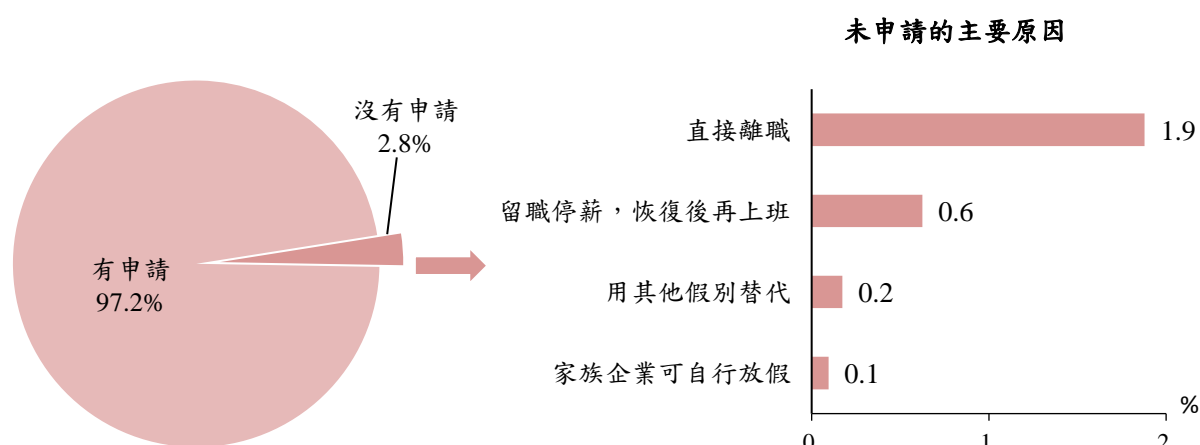 未申請的主要原因
沒有申請
2.8%
有申請
97.2%
直接離職
1.9
留職停薪，恢復後再上班
0.6
用其他假別替代
0.2
家族企業可自行放假
0.1
%
0
1
2